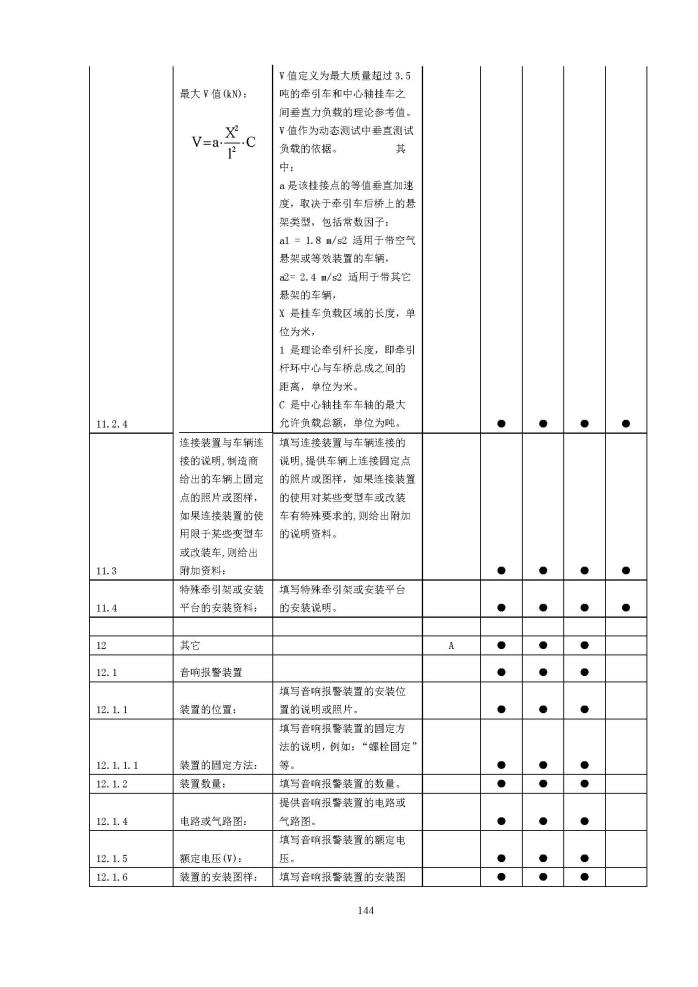 最大 V 值(kN)：
V=a·X²/l²·C
V 值定义为最大质量超过 3.5
吨的牵引车和中心轴挂车之
间垂直力负载的理论参考值。
V 值作为动态测试中垂直测试
负载的依据。 其
中：
a 是该挂接点的等值垂直加速
度，取决于牵引车后桥上的悬
架类型，包括常数因子：
a1 = 1.8 m/s2 适用于带空气
悬架或等效装置的车辆，
a2= 2.4 m/s2 适用于带其它
悬架的车辆，
X 是挂车负载区域的长度，单
位为米，
l 是理论牵引杆长度，即牵引
杆环中心与车桥总成之间的
距离，单位为米。
C 是中心轴挂车车轴的最大
允许负载总额，单位为吨。
11.2.4 ● ● ● ●
连接装置与车辆连
接的说明,制造商
给出的车辆上固定
点的照片或图样，
如果连接装置的使
用限于某些变型车
或改装车,则给出
附加资料：
填写连接装置与车辆连接的
说明,提供车辆上连接固定点
的照片或图样，如果连接装置
的使用对某些变型车或改装
车有特殊要求的,则给出附加
的说明资料。
11.3 ● ● ● ●
特殊牵引架或安装
平台的安装资料：
填写特殊牵引架或安装平台
的安装说明。
11.4 ● ● ● ●
12 其它 A ● ● ●
12.1 音响报警装置 ● ● ●
填写音响报警装置的安装位
12.1.1 装置的位置： 置的说明或照片。 ● ● ●
填写音响报警装置的固定方
法的说明，例如：“螺栓固定”
12.1.1.1 装置的固定方法： 等。 ● ● ●
12.1.2 装置数量： 填写音响报警装置的数量。 ● ● ●
提供音响报警装置的电路或
12.1.4 电路或气路图： 气路图。 ● ● ●
填写音响报警装置的额定电
12.1.5 额定电压(V)： 压。 ● ● ●
12.1.6 装置的安装图样： 填写音响报警装置的安装图 ● ● ●
144